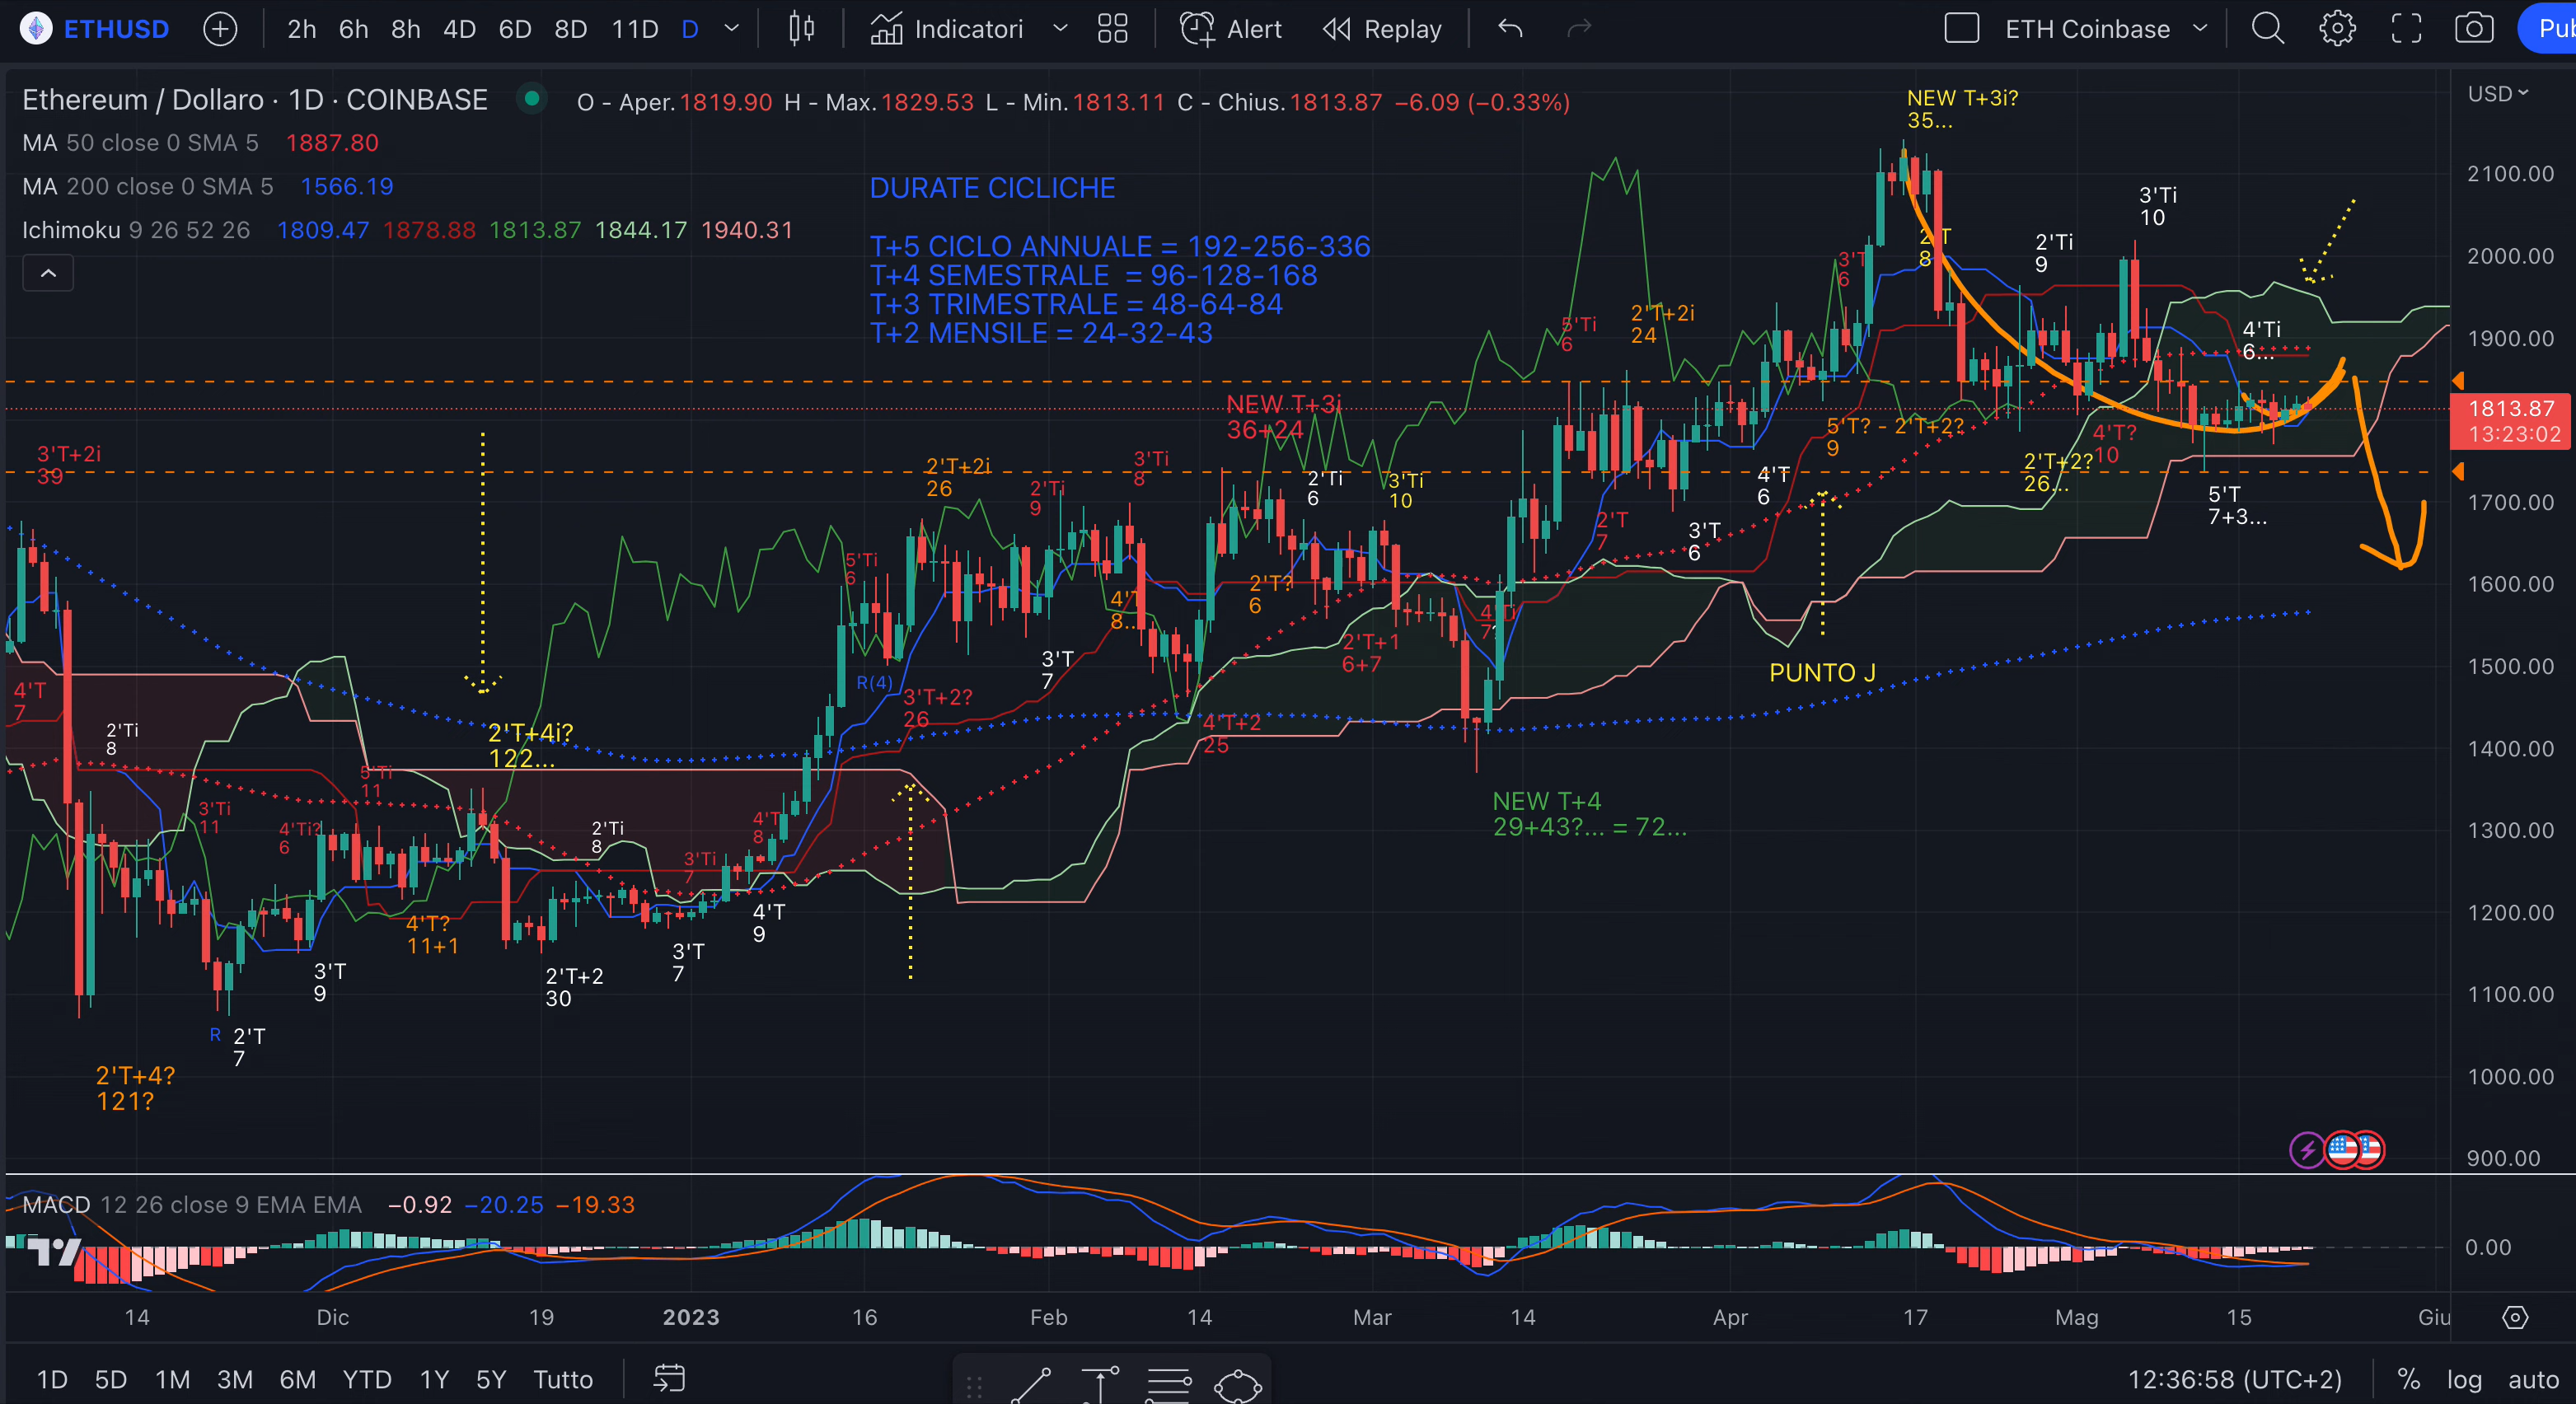 ETHUSD 2h 6h 8h 4D 6D 8D 11D D Indicatori Alert Replay ETH Coinbase Pub
Ethereum / Dollaro · 1D · COINBASE O - Aper. 1819.90 H - Max. 1829.53 L - Min. 1813.11 C - Chius. 1813.87 −6.09 (−0.33%)
MA 50 close 0 SMA 5 1887.80
MA 200 close 0 SMA 5 1566.19
Ichimoku 9 26 52 26 1809.47 1878.88 1813.87 1844.17 1940.31
DURATE CICLICHE
T+5 CICLO ANNUALE = 192-256-336
T+4 SEMESTRALE = 96-128-168
T+3 TRIMESTRALE = 48-64-84
T+2 MENSILE = 24-32-43
NEW T+3i?
35...
3'Ti
10
2'Ti
9
2'T
8
3'T
6
4'Ti
6...
5'Ti
6
2'T+2i
24
NEW T+3i
36+24
5'T? - 2'T+2?
9
4'T?
10
2'T+2?
26...
5'T
7+3...
3'T+2i
39
2'T+2i
26
3'Ti
8
2'Ti
9
2'Ti
6
3'Ti
10
4'T
6
2'T
7
3'T
6
5'Ti
6
4'T
8...
2'T?
6
4'Ti
7?
2'T+1
6+7
3'T
7
R(4)
3'T+2?
26
4'T+2
25
PUNTO J
4'T
7
2'Ti
8
2'T+4i?
122...
5'Ti
11
3'Ti
11
4'Ti?
6
2'Ti
8
4'T
8
3'Ti
7
NEW T+4
29+43?... = 72...
4'T?
11+1
4'T
9
3'T
7
3'T
9
2'T+2
30
R 2'T
7
2'T+4?
121?
USD
2100.00
2000.00
1900.00
1813.87
13:23:02
1700.00
1600.00
1500.00
1400.00
1300.00
1200.00
1100.00
1000.00
900.00
MACD 12 26 close 9 EMA EMA −0.92 −20.25 −19.33
0.00
14 Dic 19 2023 16 Feb 14 Mar 14 Apr 17 Mag 15 Giu
1D 5D 1M 3M 6M YTD 1Y 5Y Tutto 12:36:58 (UTC+2) % log auto